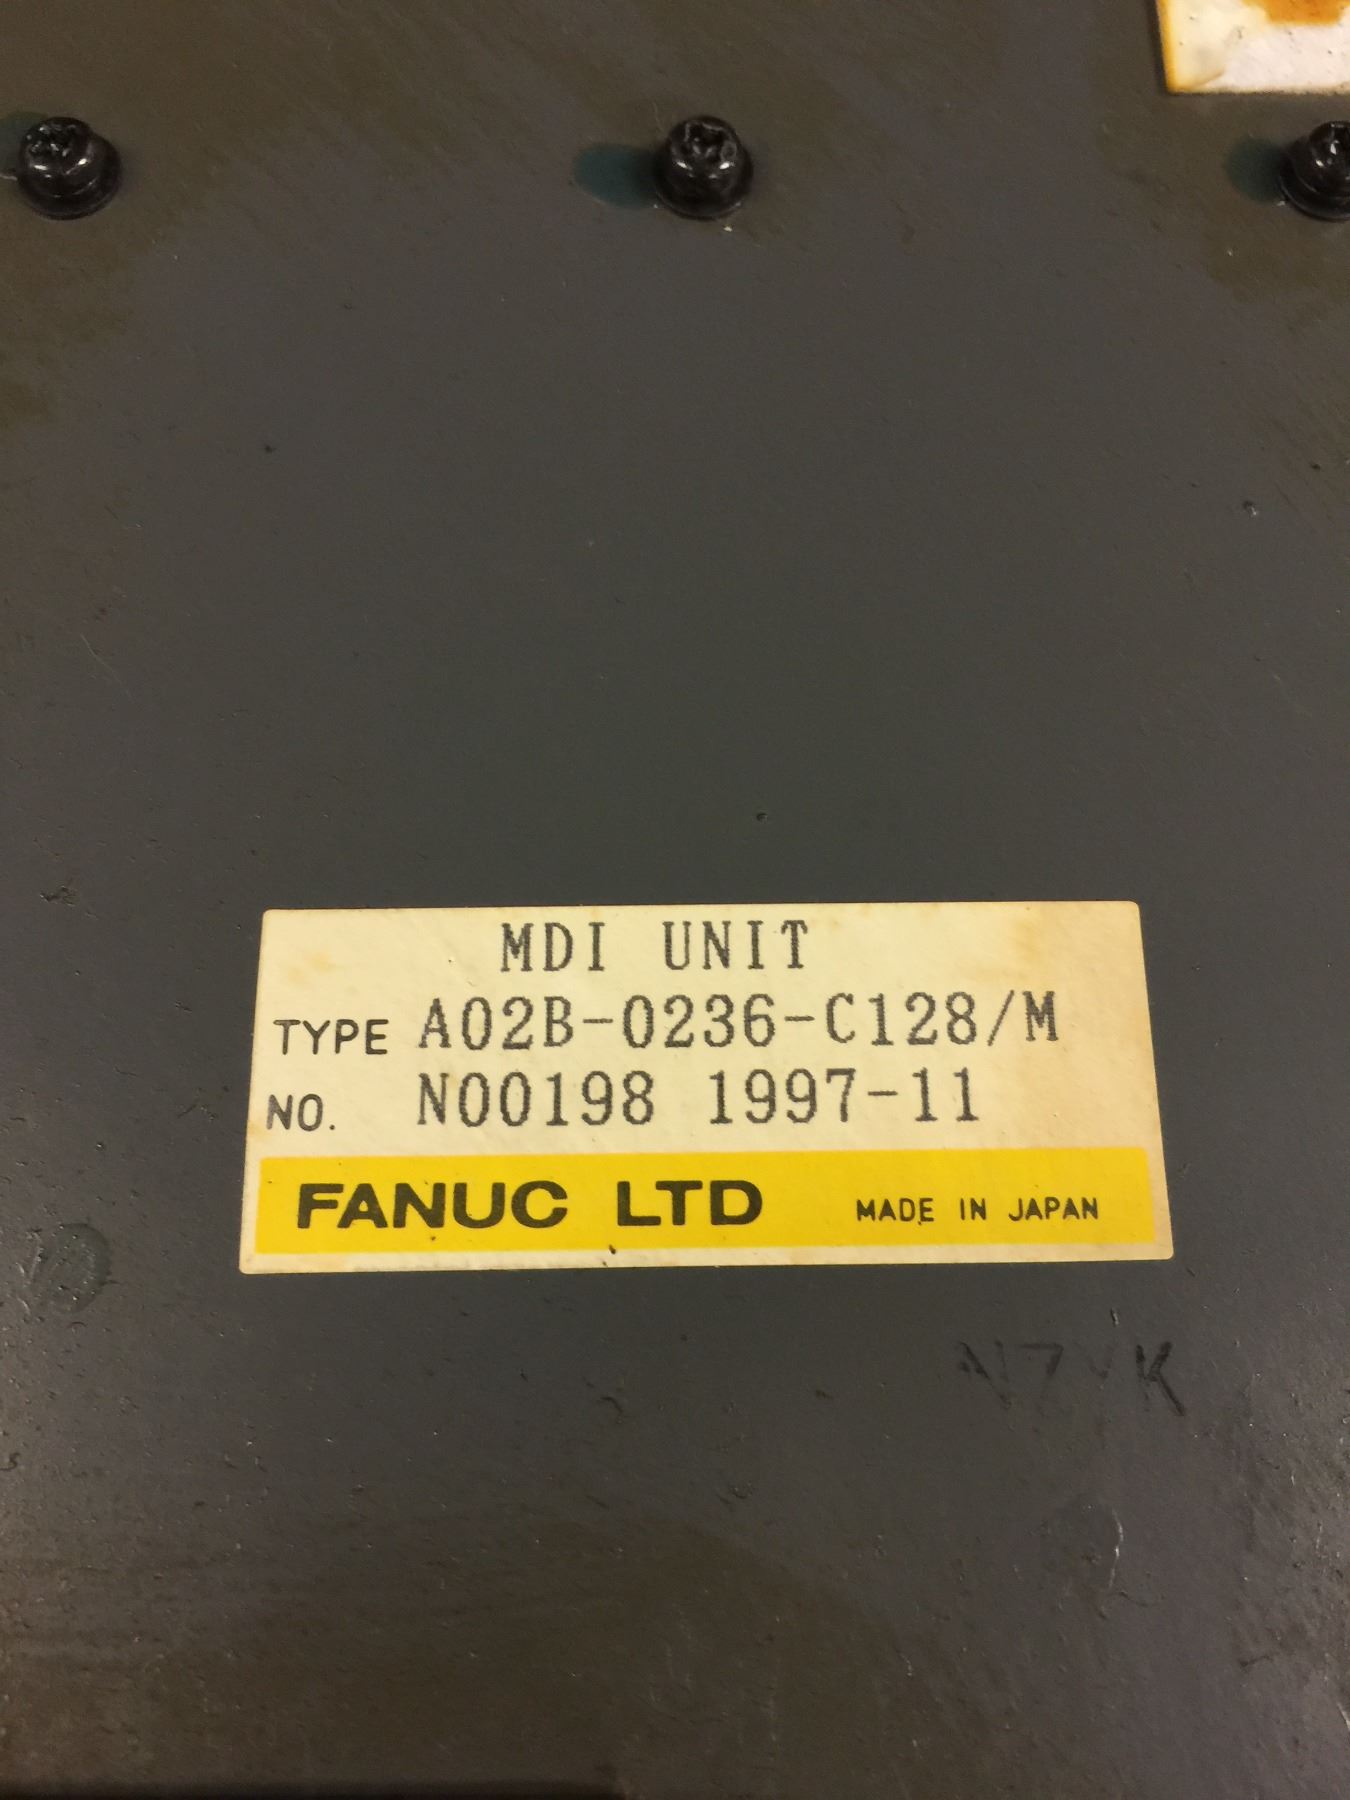 MDI UNIT
TYPE A02B-0236-C128/M
NO. N00198 1997-11
FANUC LTD MADE IN JAPAN